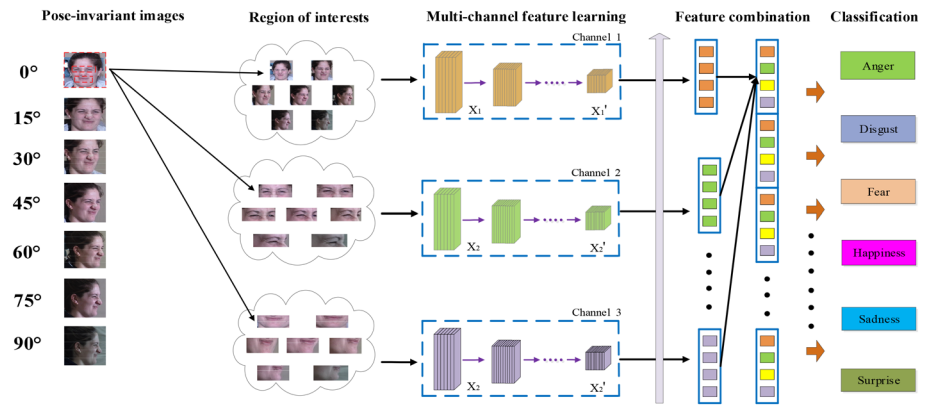 Pose-invariant images
Region of interests
Multi-channel feature learning
Feature combination
Classification
0°
15°
30°
45°
60°
75°
90°
Channel 1
X₁
X₁'
Channel 2
X₂
X₂'
Channel 3
X₂
X₂'
Anger
Disgust
Fear
Happiness
Sadness
Surprise